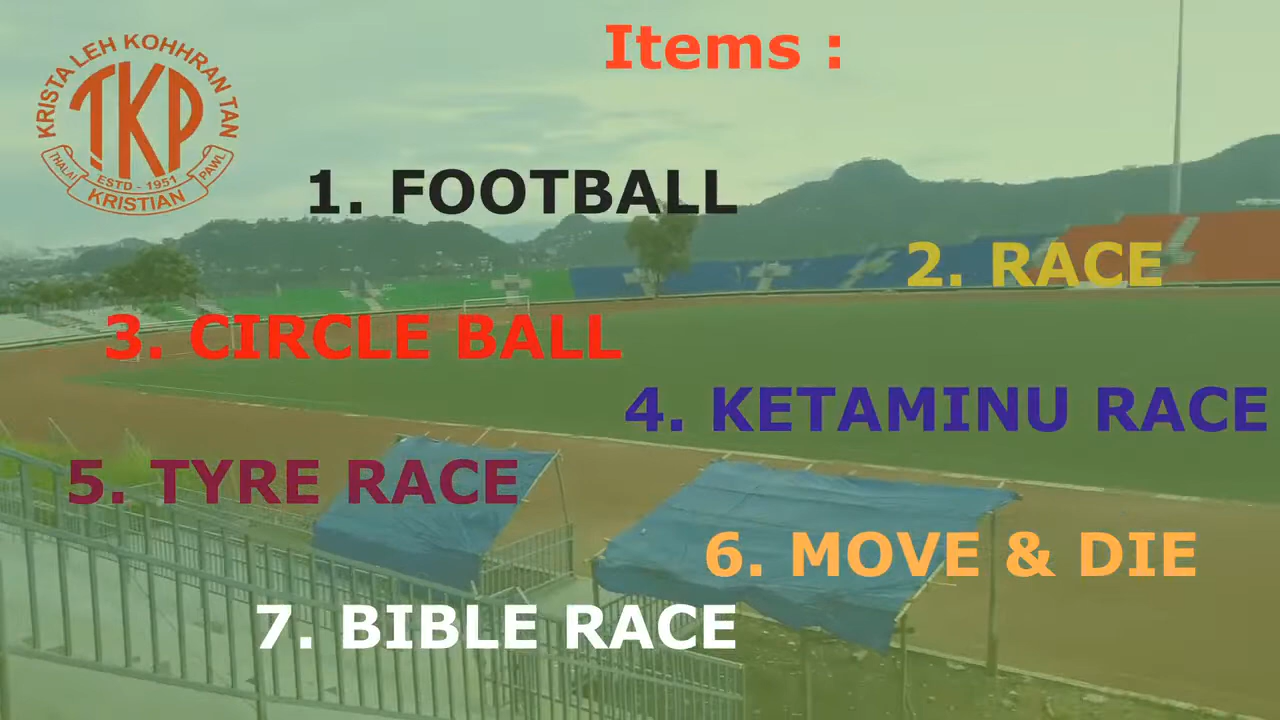 Items :
KRISTA LEH KOHHRAN TAN
TKP
ESTD - 1951
THALAI KRISTIAN PAWL
1. FOOTBALL
2. RACE
3. CIRCLE BALL
4. KETAMINU RACE
5. TYRE RACE
6. MOVE & DIE
7. BIBLE RACE